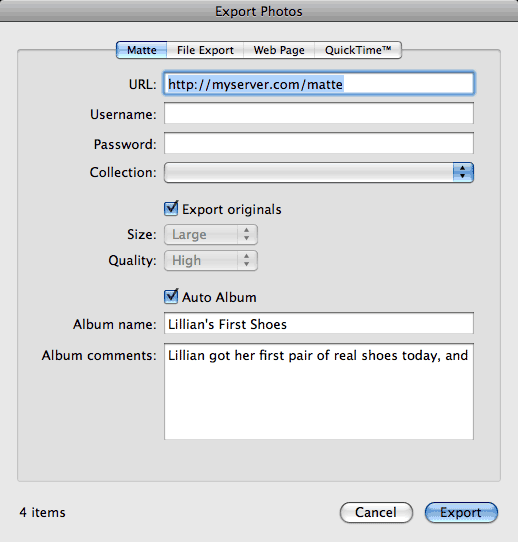 Export Photos
Matte File Export Web Page QuickTime™
URL: http://myserver.com/matte
Username:
Password:
Collection:
Export originals
Size: Large
Quality: High
Auto Album
Album name: Lillian's First Shoes
Album comments: Lillian got her first pair of real shoes today, and
4 items Cancel Export